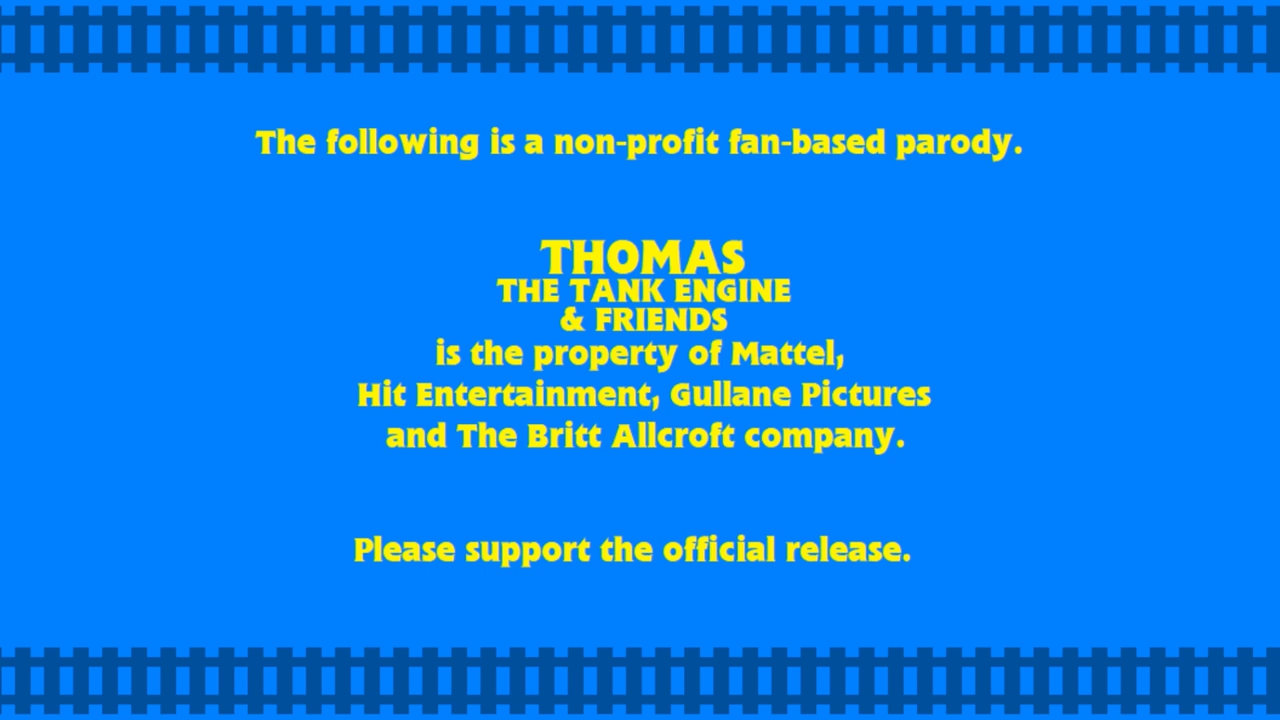 The following is a non-profit fan-based parody.
THOMAS
THE TANK ENGINE
& FRIENDS
is the property of Mattel,
Hit Entertainment, Gullane Pictures
and The Britt Allcroft company.
Please support the official release.